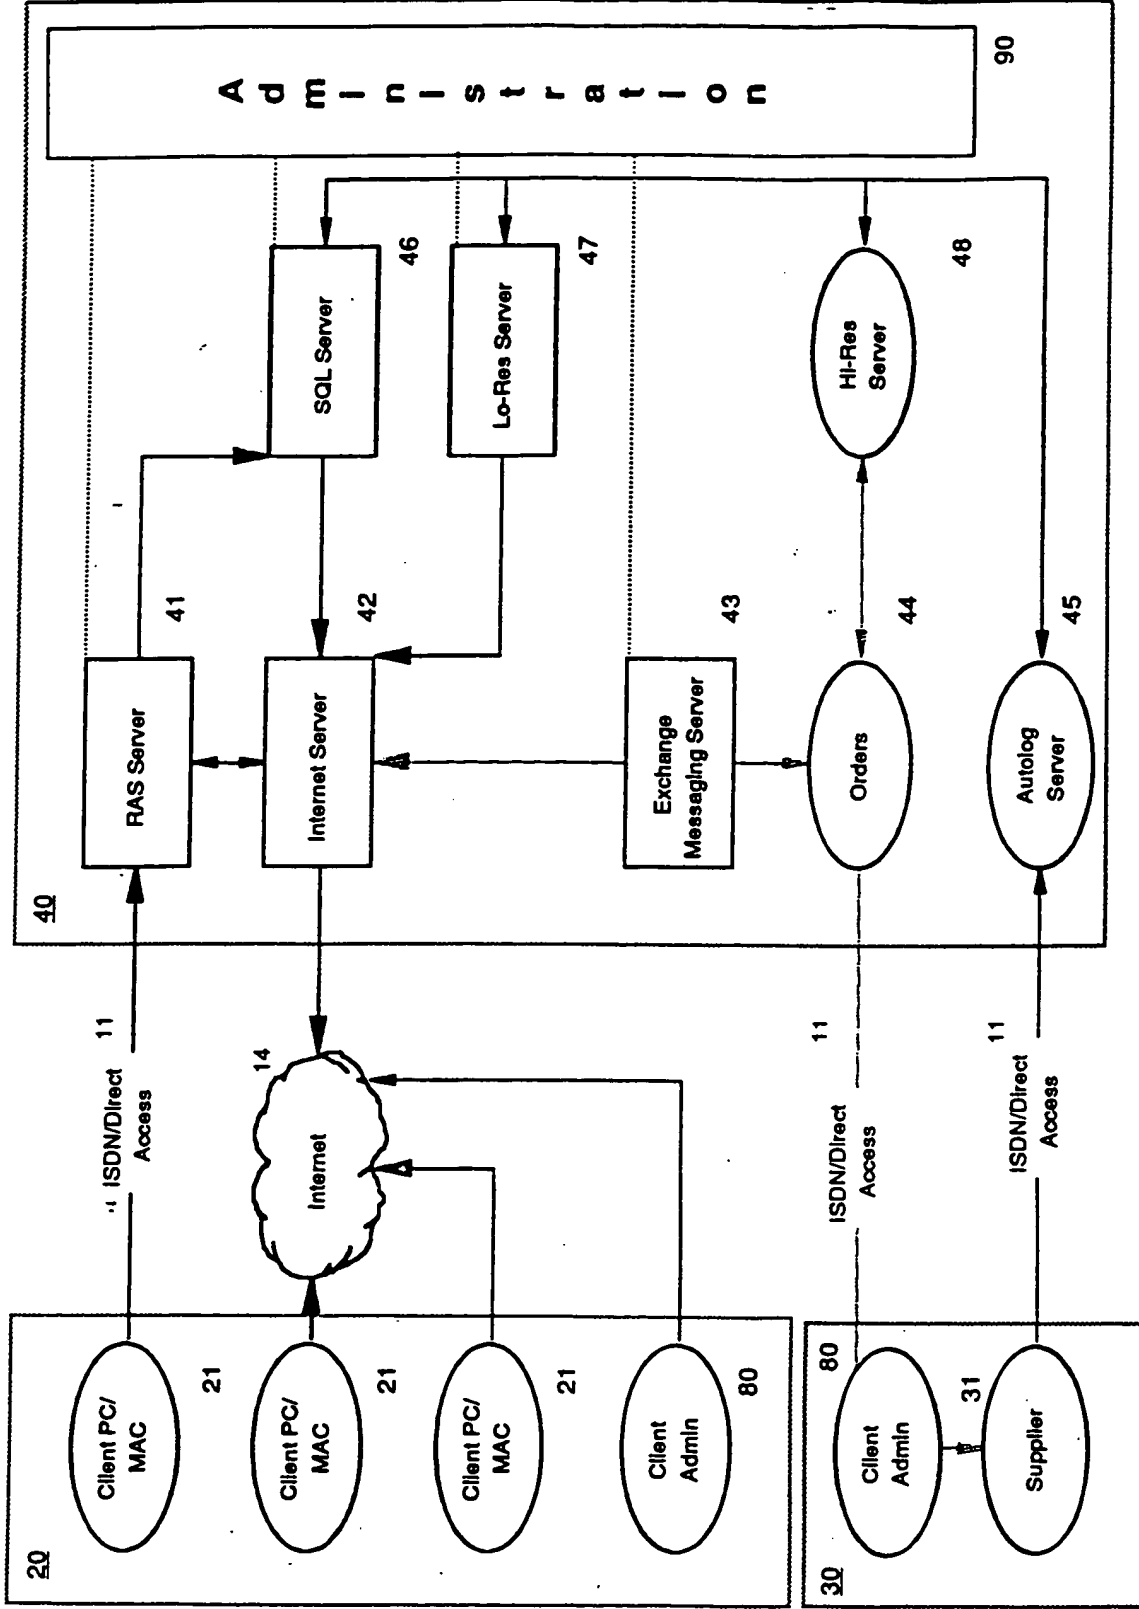 20
Client PC/
MAC
21
Client PC/
MAC
21
Client PC/
MAC
21
Client
Admin
80
30
Client
Admin
80
31
Supplier
ISDN/Direct
Access
11
Internet
14
ISDN/Direct
Access
11
ISDN/Direct
Access
11
40
RAS Server
41
Internet Server
42
Exchange
Messaging Server
43
Orders
44
Autolog
Server
45
SQL Server
46
Lo-Res Server
47
Hi-Res
Server
48
Administration
90